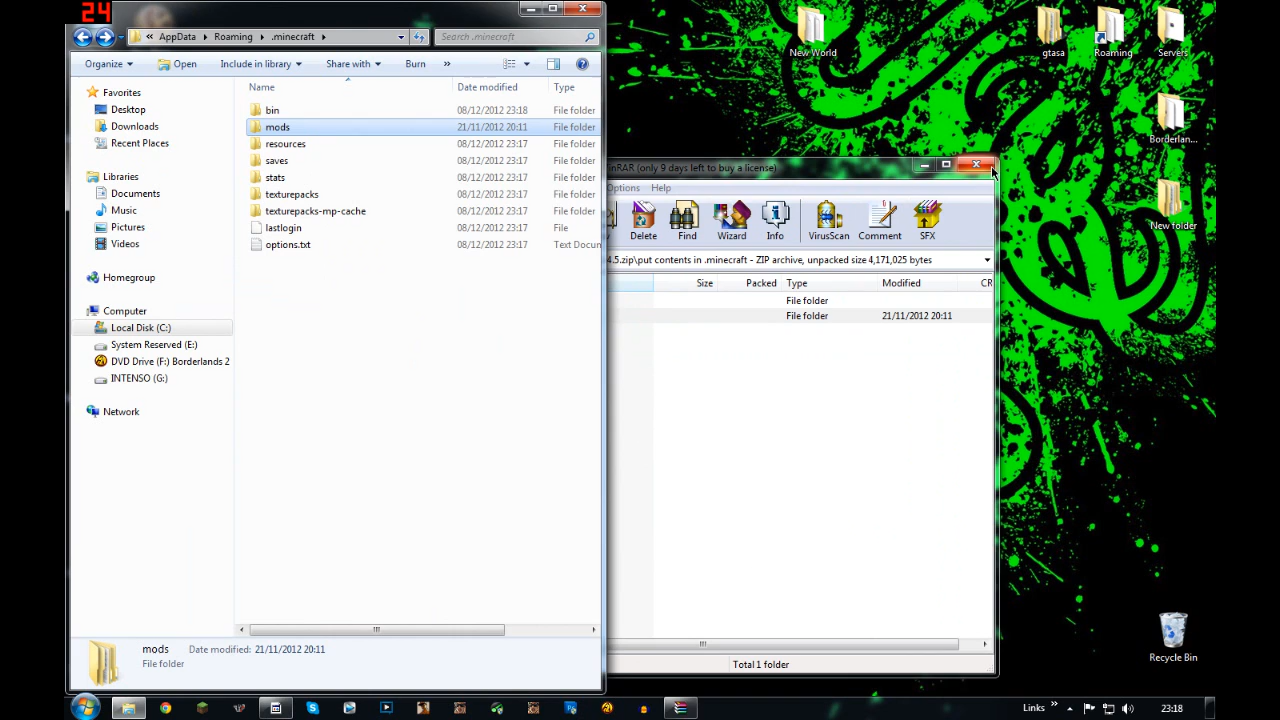 24
AppData Roaming .minecraft
Search .minecraft
Organize Open Include in library Share with Burn »
Name Date modified Type
Favorites
Desktop
Downloads
Recent Places
Libraries
Documents
Music
Pictures
Videos
Homegroup
Computer
Local Disk (C:)
System Reserved (E:)
DVD Drive (F:) Borderlands 2
INTENSO (G:)
Network
bin 08/12/2012 23:18 File folder
mods 21/11/2012 20:11 File folder
resources 08/12/2012 23:17 File folder
saves 08/12/2012 23:17 File folder
stats 08/12/2012 23:17 File folder
texturepacks 08/12/2012 23:17 File folder
texturepacks-mp-cache 08/12/2012 23:17 File folder
lastlogin 08/12/2012 23:17 File
options.txt 08/12/2012 23:17 Text Docun
mods Date modified: 21/11/2012 20:11
File folder
nRAR (only 9 days left to buy a license)
Options Help
Delete Find Wizard Info VirusScan Comment SFX
4.5.zip\put contents in .minecraft - ZIP archive, unpacked size 4,171,025 bytes
Size Packed Type Modified CR
File folder
File folder 21/11/2012 20:11
Total 1 folder
New World
gtasa
Roaming
Servers
Borderlan...
New folder
Recycle Bin
Links »
23:18